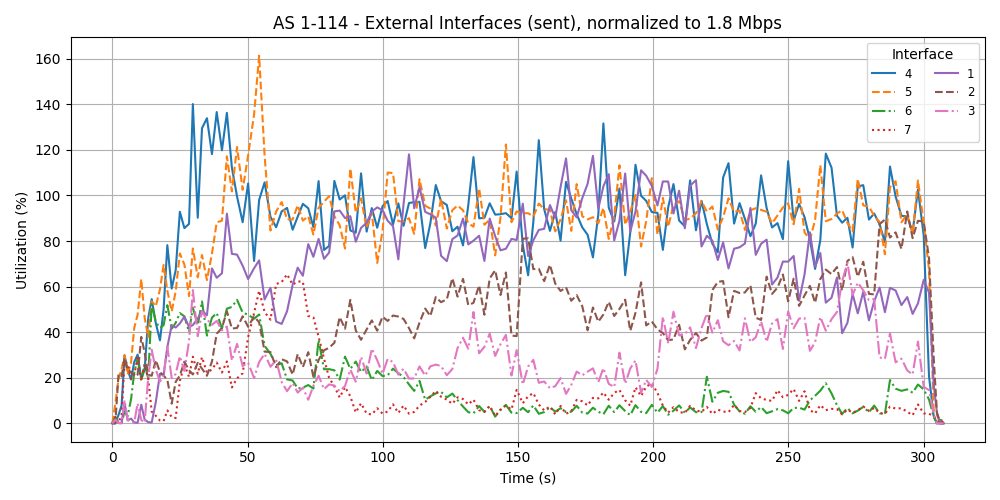 AS 1-114 - External Interfaces (sent), normalized to 1.8 Mbps
Interface
4 1
5 2
6 3
7
Utilization (%)
160
140
120
100
80
60
40
20
0
0 50 100 150 200 250 300
Time (s)